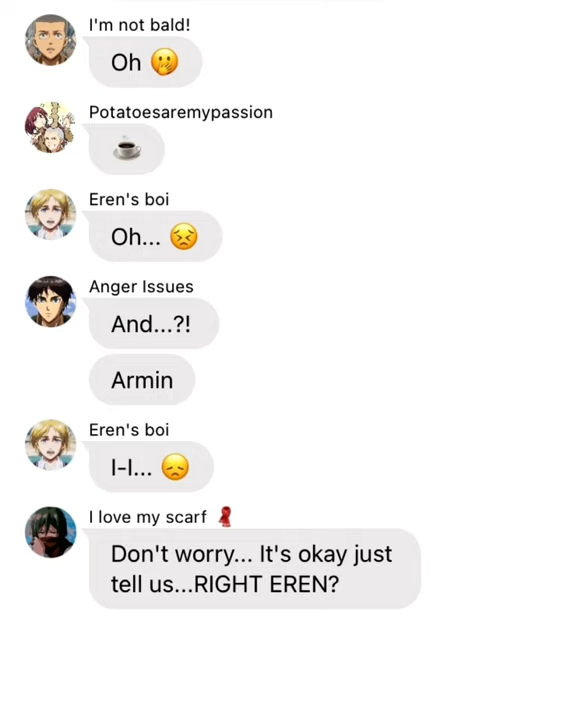 I'm not bald!
Oh 🤭
Potatoesaremypassion
☕
Eren's boi
Oh... 😣
Anger Issues
And...?!
Armin
Eren's boi
I-I... 😞
I love my scarf 🧣
Don't worry... It's okay just
tell us...RIGHT EREN?